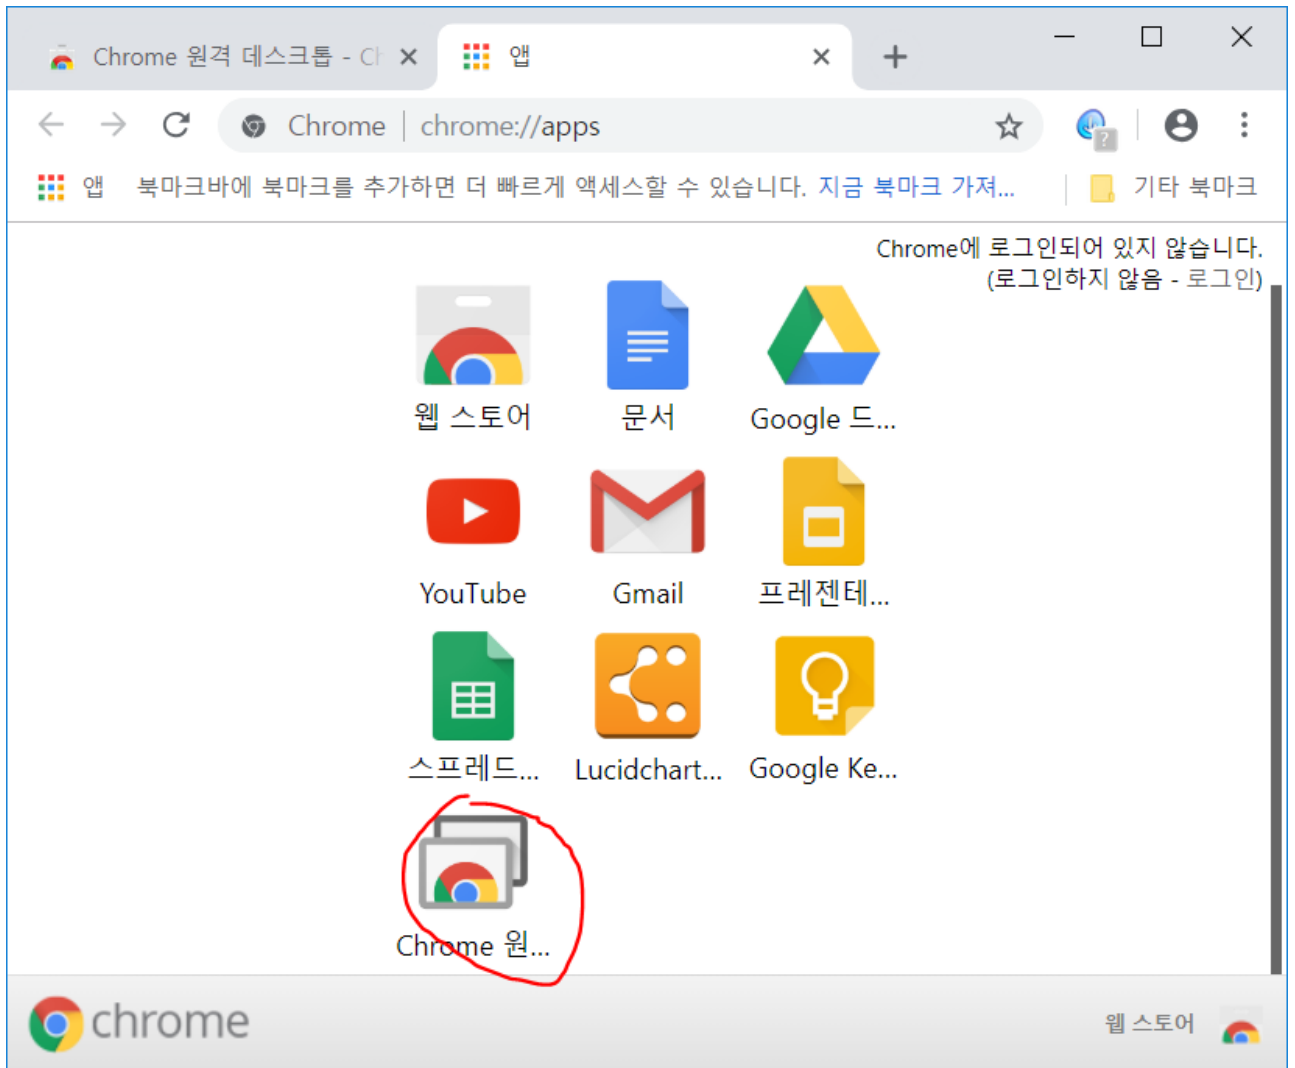 Chrome 원격 데스크톱 - Ch
앱
Chrome | chrome://apps
앱 북마크바에 북마크를 추가하면 더 빠르게 액세스할 수 있습니다. 지금 북마크 가져... 기타 북마크
Chrome에 로그인되어 있지 않습니다.
(로그인하지 않음 - 로그인)
웹 스토어 문서 Google 드...
YouTube Gmail 프레젠테...
스프레드... Lucidchart... Google Ke...
Chrome 원...
chrome 웹 스토어